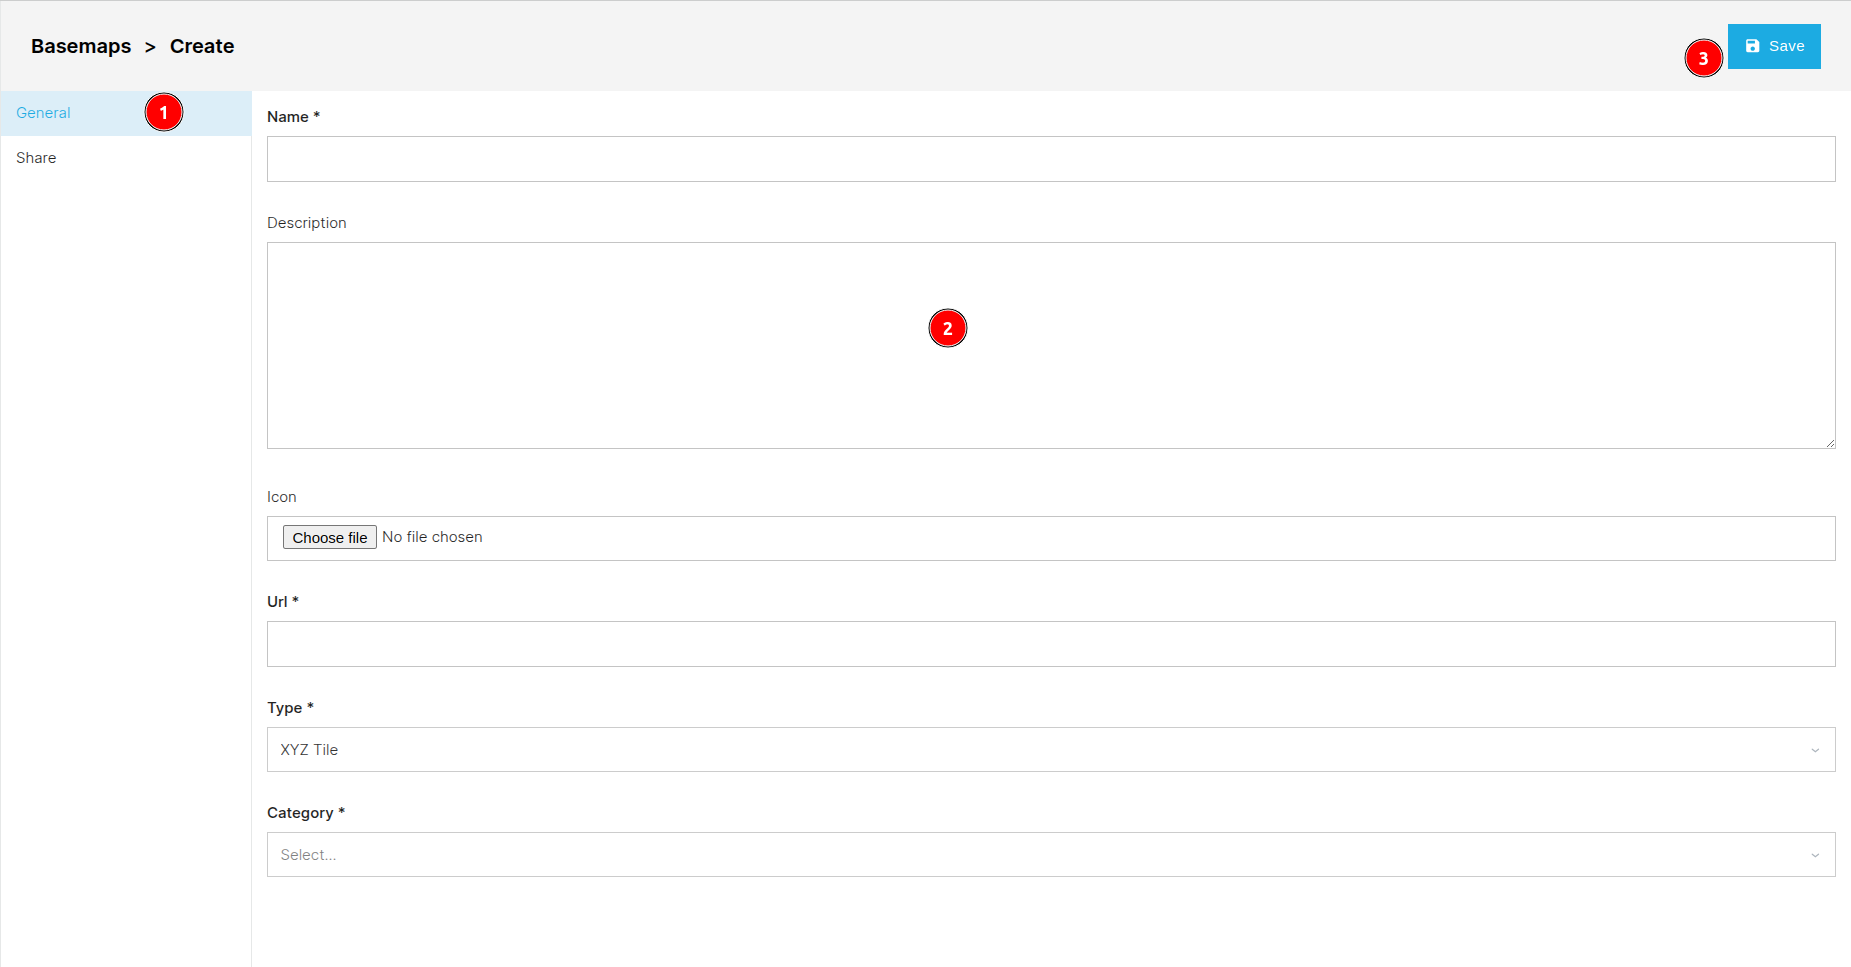 Basemaps > Create
3
Save
General
1
Share
Name *
Description
2
Icon
Choose file No file chosen
Url *
Type *
XYZ Tile
Category *
Select...